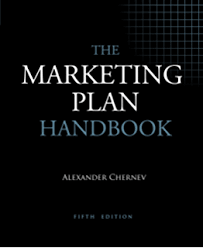 THE
MARKETING
PLAN
HANDBOOK
ALEXANDER CHERNEV
FIFTH EDITION